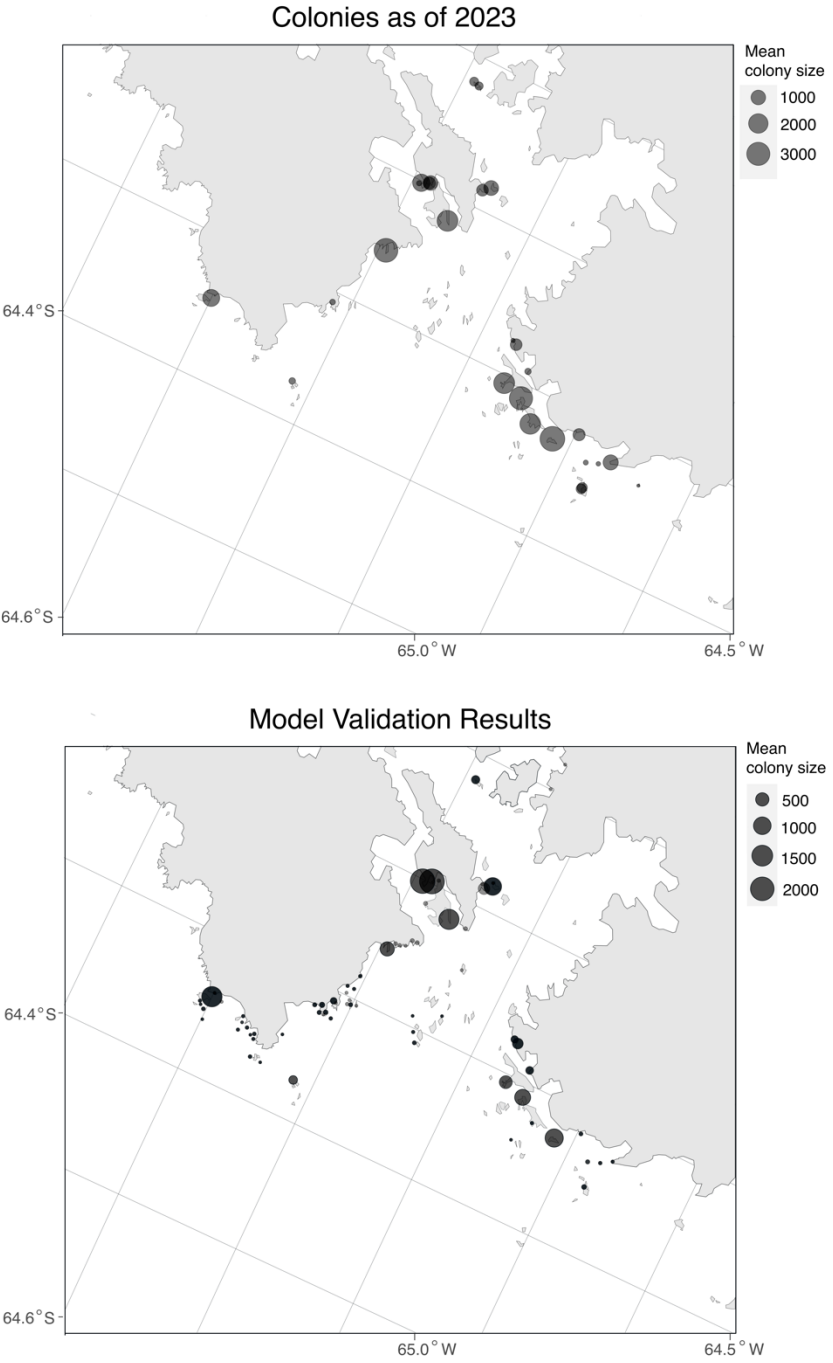 Colonies as of 2023
Mean
colony size
1000
2000
3000
64.4°S
64.6°S
65.0°W
64.5°W
Model Validation Results
Mean
colony size
500
1000
1500
2000
64.4°S
64.6°S
65.0°W
64.5°W